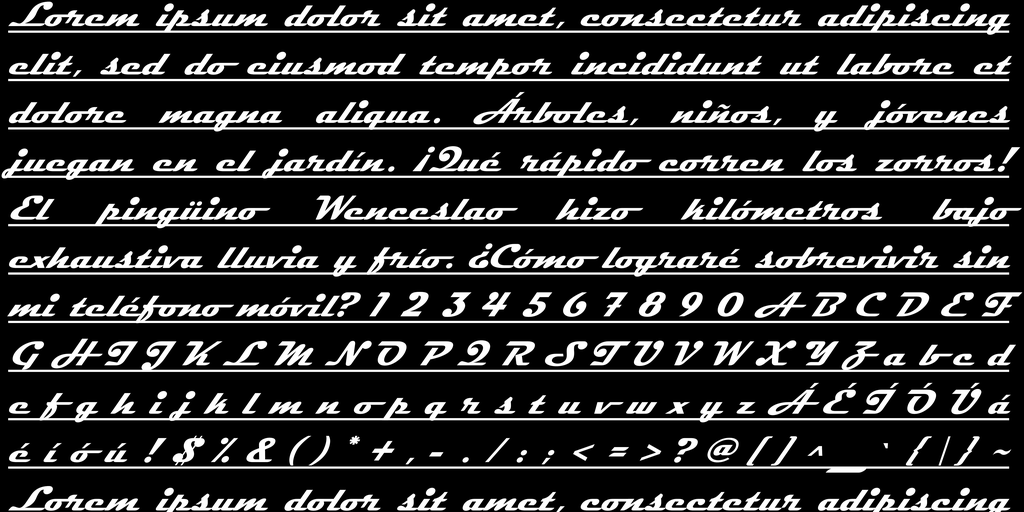 Lorem ipsum dolor sit amet, consectetur adipiscing
elit, sed do eiusmod tempor incididunt ut labore et
dolore magna aliqua. Árboles, niños, y jóvenes
juegan en el jardín. ¡Qué rápido corren los zorros!
El pingüino Wenceslao hizo kilómetros bajo
exhaustiva lluvia y frío. ¿Cómo lograré sobrevivir sin
mi teléfono móvil? 1 2 3 4 5 6 7 8 9 0 A B C D E F
G H I J K L M N O P Q R S T U V W X Y Z a b c d
e f g h i j k l m n o p q r s t u v w x y z Á É Í Ó Ú á
é í ó ú ! $ % & ( ) * + , - . / : ; < = > ? @ [ ] ^ _ ` { | } ~
Lorem ipsum dolor sit amet, consectetur adipiscing